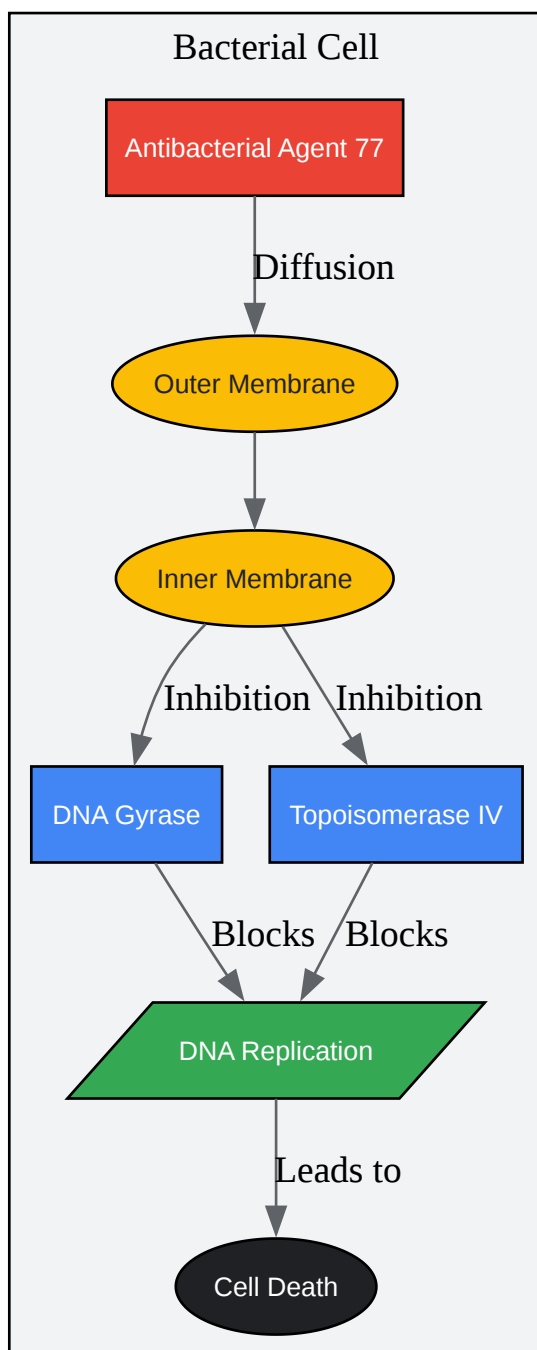 Bacterial Cell
Antibacterial Agent 77
Diffusion
Outer Membrane
Inner Membrane
Inhibition
Inhibition
DNA Gyrase
Topoisomerase IV
Blocks
Blocks
DNA Replication
Leads to
Cell Death